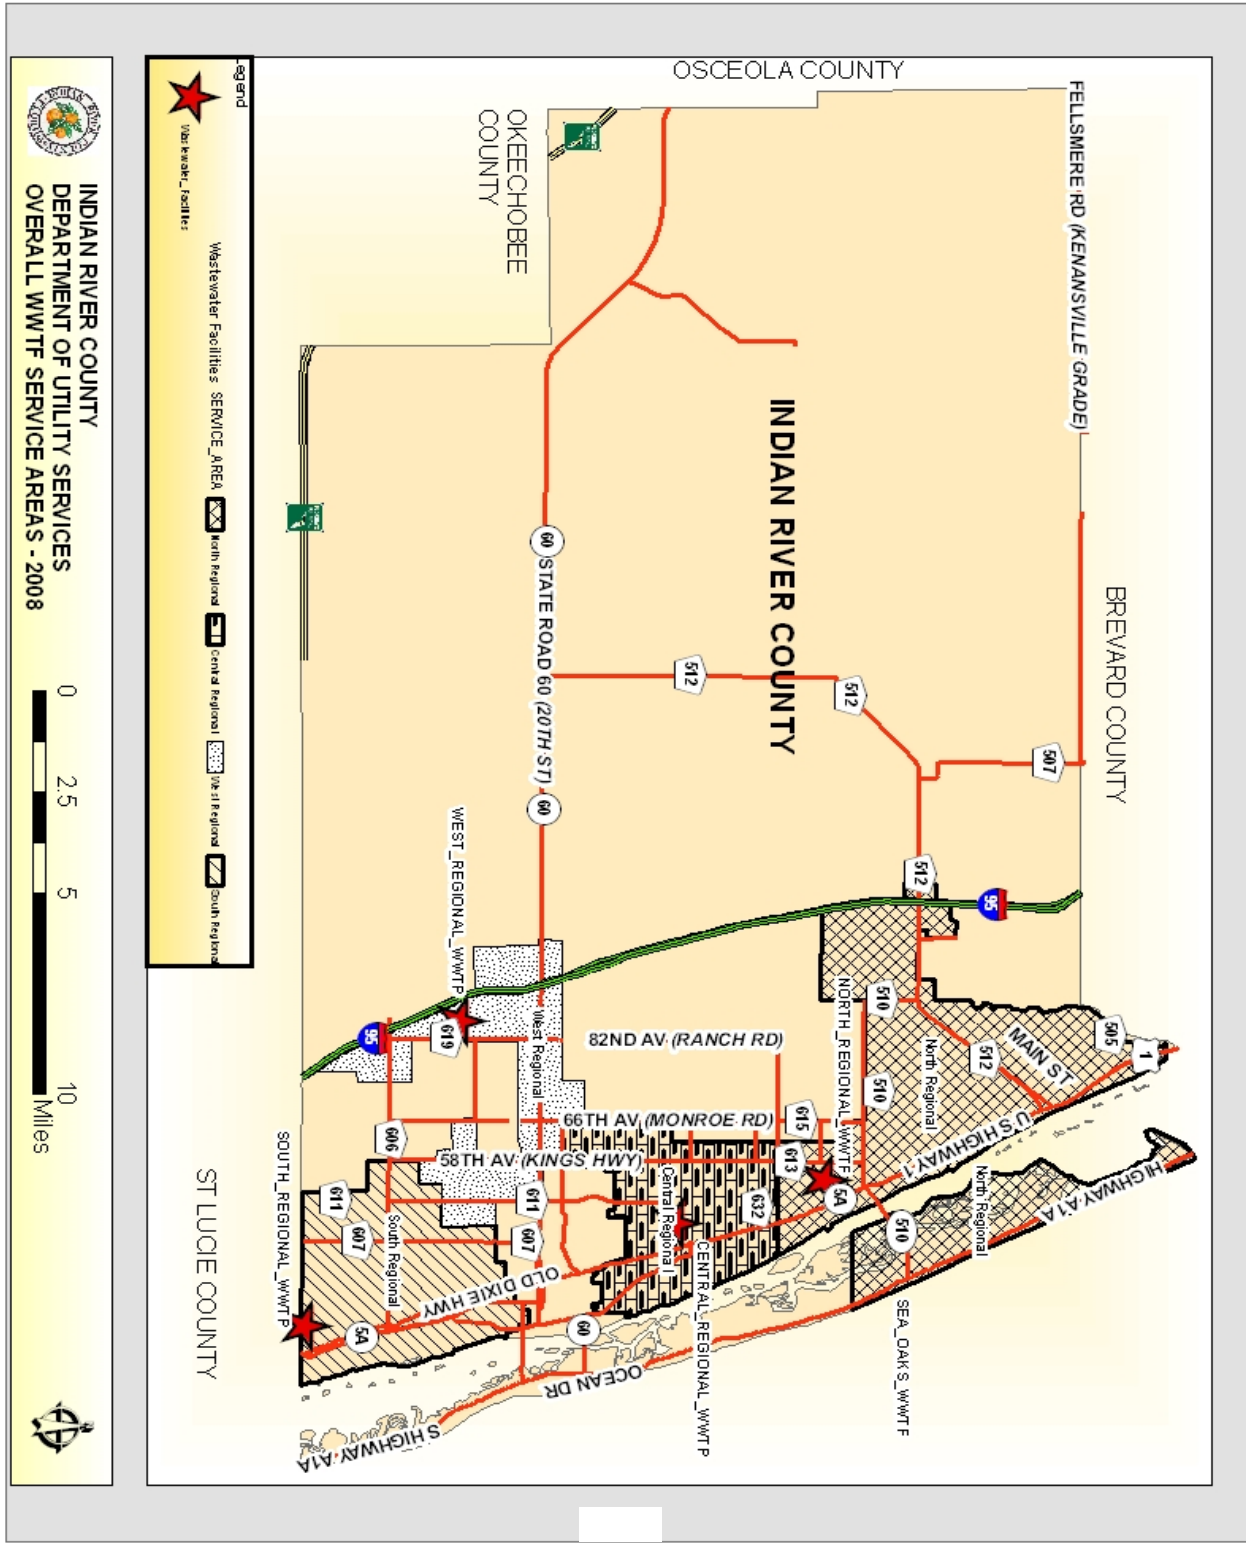 OSCEOLA COUNTY
OKEECHOBEE
COUNTY
FELLSMERE RD (KENANSVILLE GRADE)
BREVARD COUNTY
INDIAN RIVER COUNTY
60
STATE ROAD 60 (20TH ST)
60
512
512
507
512
95
WEST_REGIONAL_WWTP
95
619
West Regional
82ND AV (RANCH RD)
NORTH_REGIONAL_WWTF
510
North Regional
510
512
MAIN ST
505
1
US HIGHWAY 1
66TH AV (MONROE RD)
615
606
58TH AV (KINGS HWY)
613
5A
Central Regional
632
611
611
607
607
South Regional
OLD DIXIE HWY
CENTRAL_REGIONAL_WWTP
510
North Regional
HIGHWAY A1A
SEA_OAKS_WWTF
SOUTH_REGIONAL_WWTP
5A
60
OCEAN DR
S HIGHWAY A1A
ST LUCIE COUNTY
egend
Wastewater_Facilities
Wastewater Facilities SERVICE_AREA
North Regional
Central Regional
West Regional
South Regional
INDIAN RIVER COUNTY
DEPARTMENT OF UTILITY SERVICES
OVERALL WWTF SERVICE AREAS - 2008
0 2.5 5 10
Miles